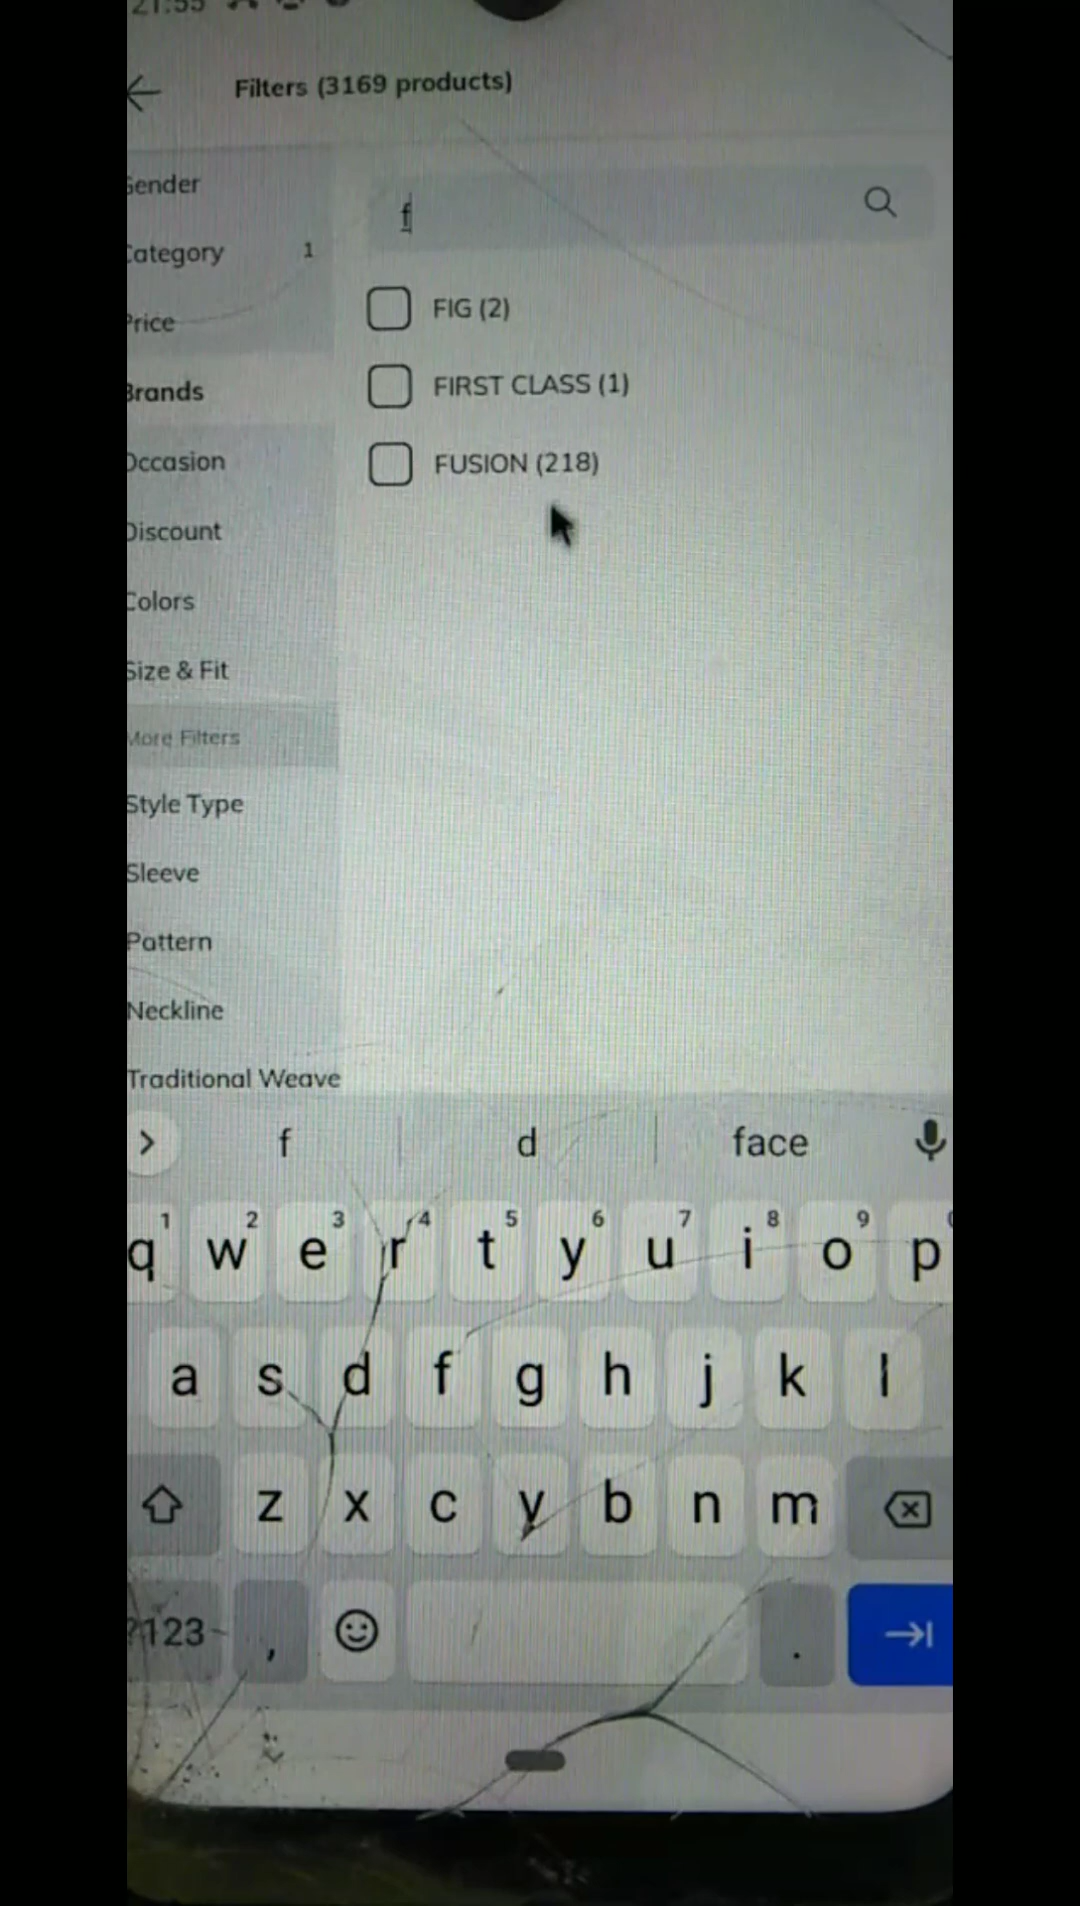 21:55
Filters (3169 products)
Gender
Category 1
Price
Brands
Occasion
Discount
Colors
Size & Fit
More Filters
Style Type
Sleeve
Pattern
Neckline
Traditional Weave
f
FIG (2)
FIRST CLASS (1)
FUSION (218)
f d face
1 2 3 4 5 6 7 8 9
q w e r t y u i o p
a s d f g h j k l
z x c y b n m
?123 , .